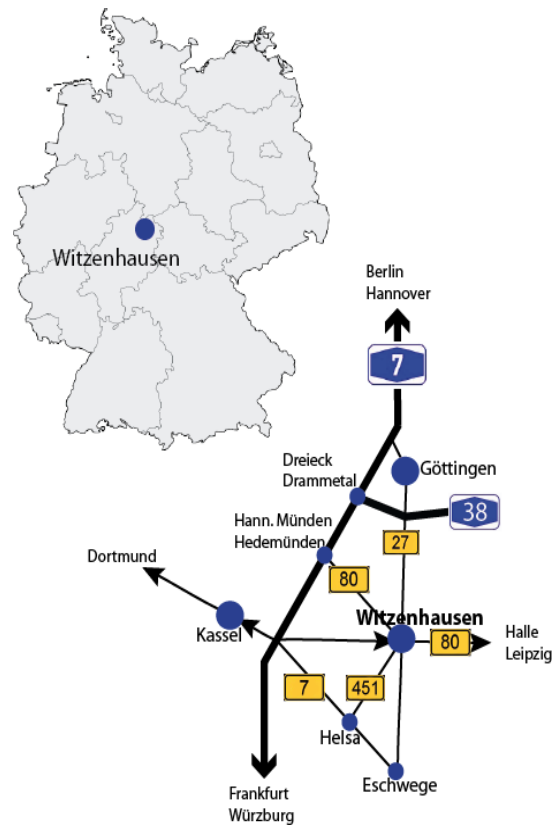 Witzenhausen
Berlin
Hannover
7
Dreieck
Drammetal
Göttingen
38
Hann. Münden
Hedemünden
27
Dortmund
80
Witzenhausen
Kassel
80
Halle
Leipzig
7
451
Helsa
Eschwege
Frankfurt
Würzburg